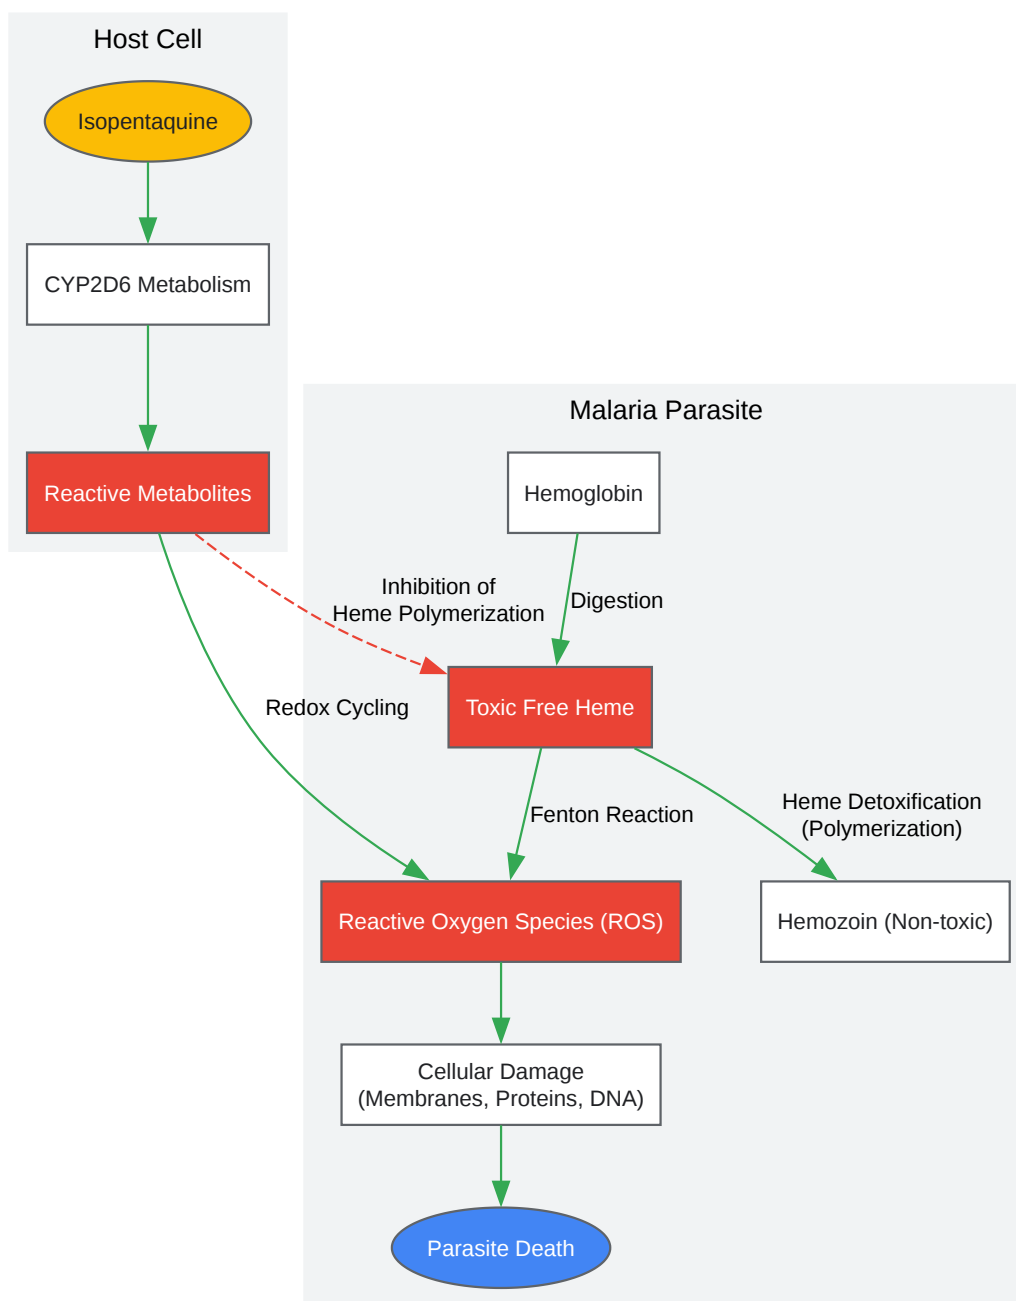 Host Cell
Isopentaquine
CYP2D6 Metabolism
Reactive Metabolites
Malaria Parasite
Hemoglobin
Inhibition of
Heme Polymerization
Digestion
Toxic Free Heme
Redox Cycling
Fenton Reaction
Heme Detoxification
(Polymerization)
Reactive Oxygen Species (ROS)
Hemozoin (Non-toxic)
Cellular Damage
(Membranes, Proteins, DNA)
Parasite Death